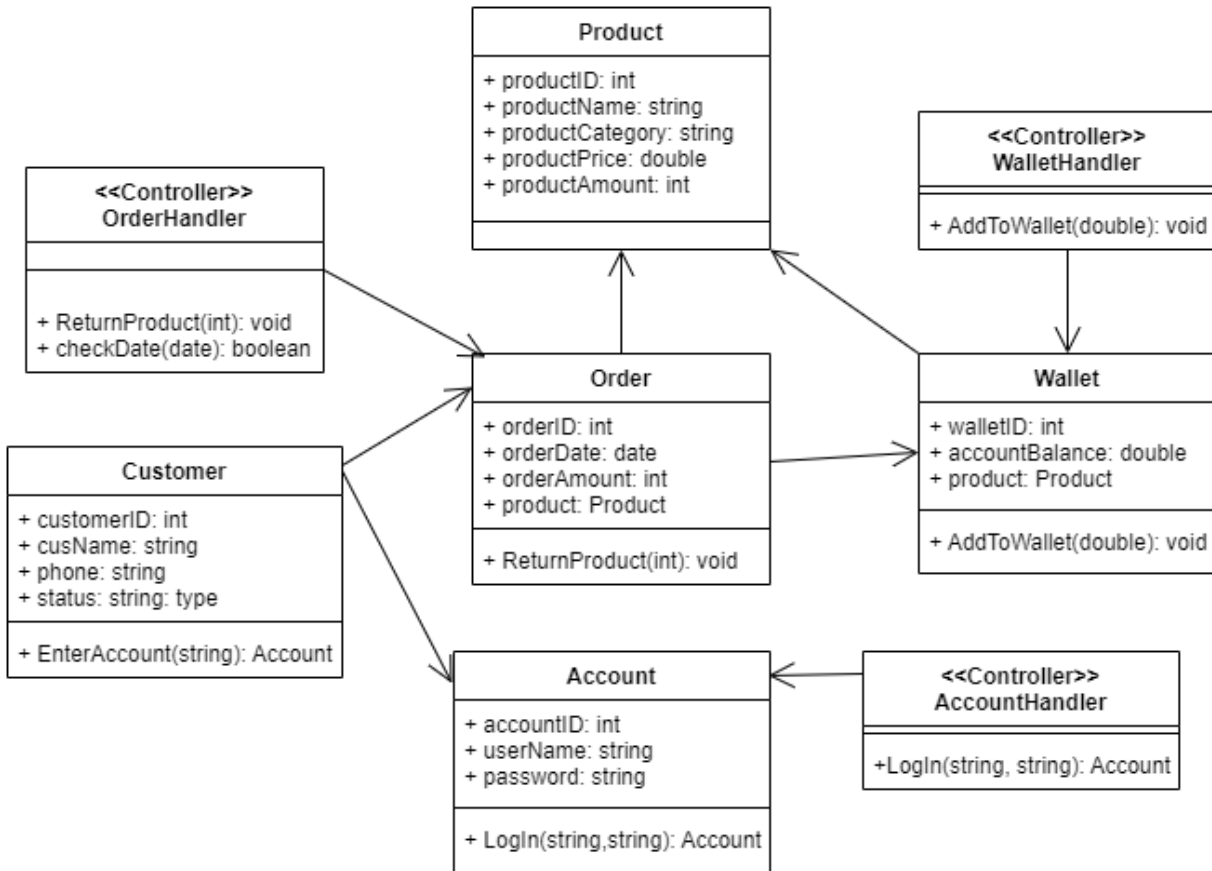 Product
+ productID: int
+ productName: string
+ productCategory: string
+ productPrice: double
+ productAmount: int
<<Controller>>
WalletHandler
+ AddToWallet(double): void
<<Controller>>
OrderHandler
+ ReturnProduct(int): void
+ checkDate(date): boolean
Order
+ orderID: int
+ orderDate: date
+ orderAmount: int
+ product: Product
+ ReturnProduct(int): void
Wallet
+ walletID: int
+ accountBalance: double
+ product: Product
+ AddToWallet(double): void
Customer
+ customerID: int
+ cusName: string
+ phone: string
+ status: string: type
+ EnterAccount(string): Account
Account
+ accountID: int
+ userName: string
+ password: string
+ LogIn(string,string): Account
<<Controller>>
AccountHandler
+LogIn(string, string): Account